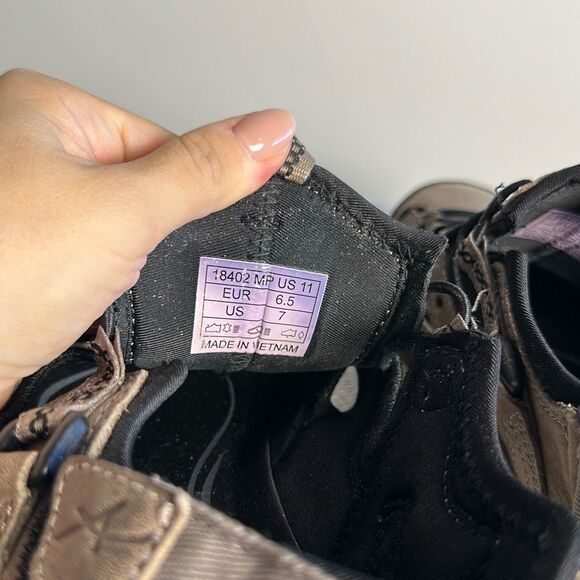 18402 MP US 11
EUR 6.5
US 7
MADE IN VIETNAM